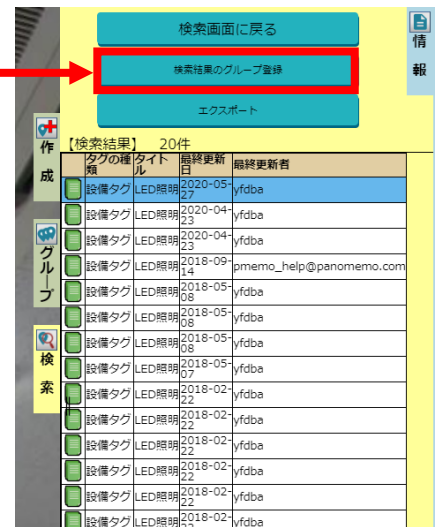 検索画面に戻る
検索結果のグループ登録
エクスポート
情報
作成
グループ
検索
【検索結果】 20件
タグの種類 タイトル 最終更新日 最終更新者
設備タグ LED照明 2020-05-27 yfdba
設備タグ LED照明 2020-04-23 yfdba
設備タグ LED照明 2020-04-23 yfdba
設備タグ LED照明 2018-09-14 pmemo_help@panomemo.com
設備タグ LED照明 2018-05-08 yfdba
設備タグ LED照明 2018-05-08 yfdba
設備タグ LED照明 2018-05-08 yfdba
設備タグ LED照明 2018-05-07 yfdba
設備タグ LED照明 2018-02-22 yfdba
設備タグ LED照明 2018-02-22 yfdba
設備タグ LED照明 2018-02-22 yfdba
設備タグ LED照明 2018-02-22 yfdba
設備タグ LED照明 2018-02-22 yfdba
設備タグ LED照明 2018-02- yfdba